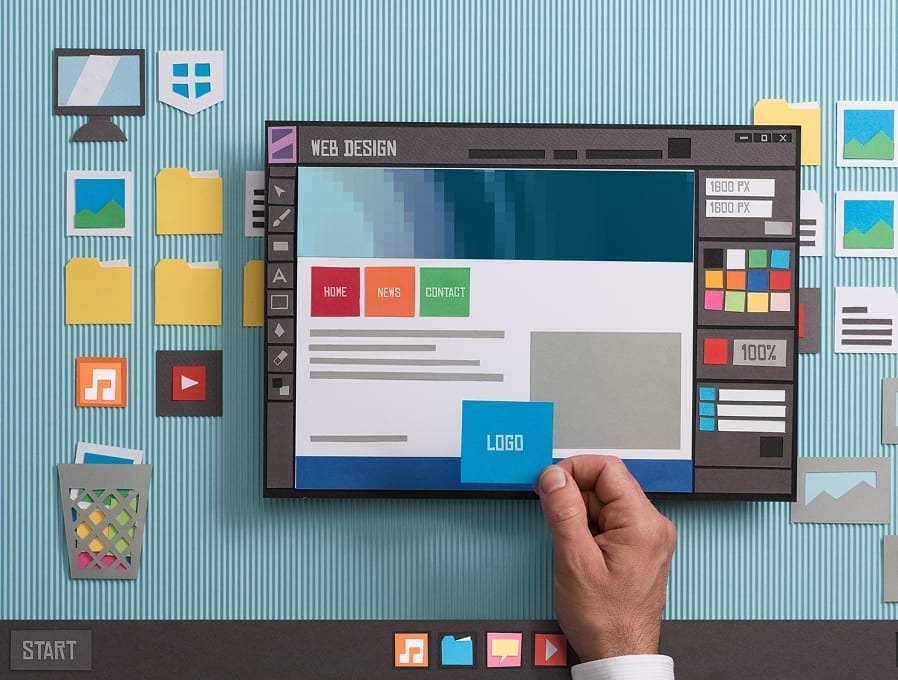 WEB DESIGN
1600 PX
1600 PX
HOME
NEWS
CONTACT
A
100%
LOGO
START